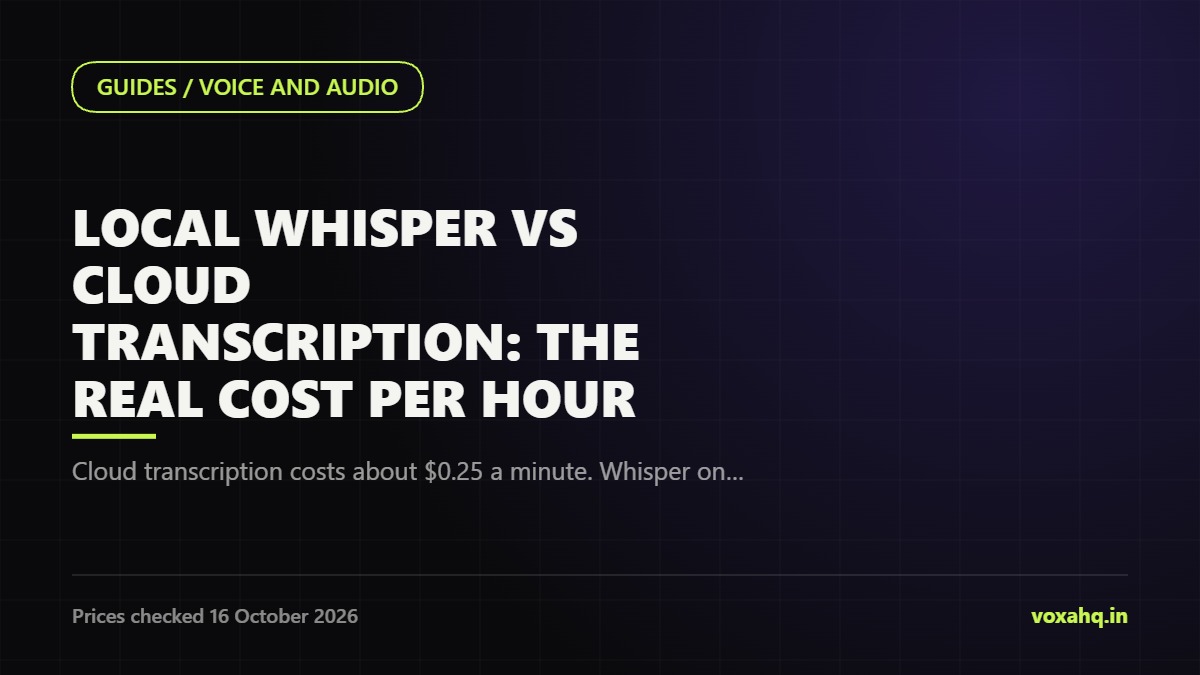 GUIDES / VOICE AND AUDIO
LOCAL WHISPER VS
CLOUD
TRANSCRIPTION: THE
REAL COST PER HOUR
Cloud transcription costs about $0.25 a minute. Whisper on...
Prices checked 16 October 2026
voxahq.in